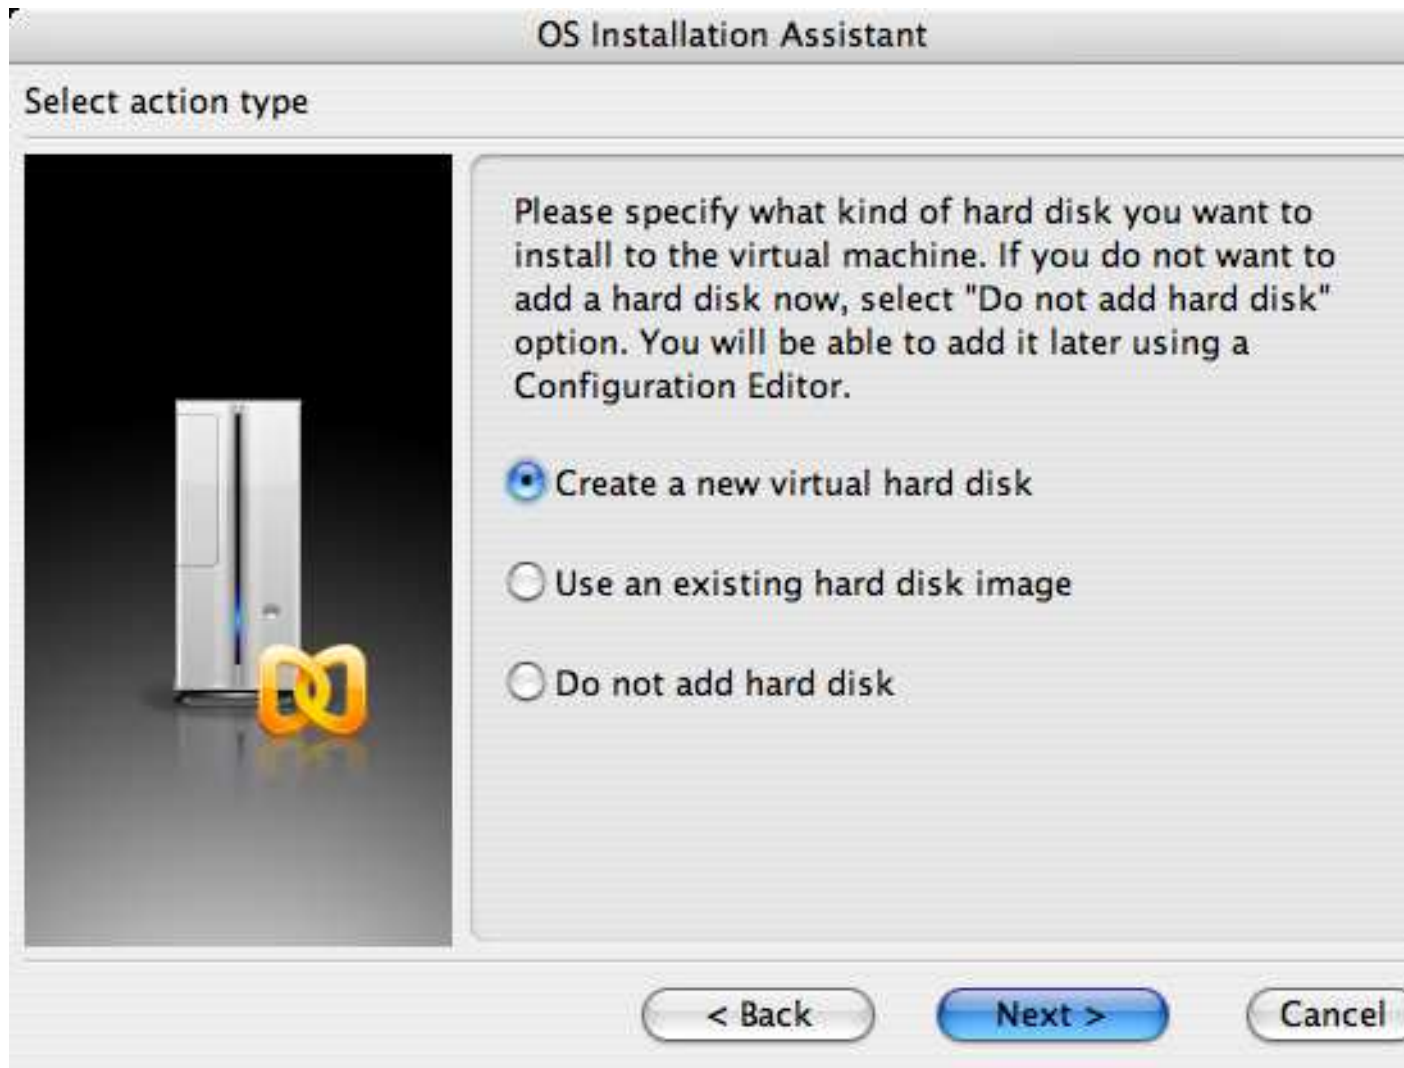 OS Installation Assistant
Select action type
Please specify what kind of hard disk you want to
install to the virtual machine. If you do not want to
add a hard disk now, select "Do not add hard disk"
option. You will be able to add it later using a
Configuration Editor.
Create a new virtual hard disk
Use an existing hard disk image
Do not add hard disk
< Back
Next >
Cancel